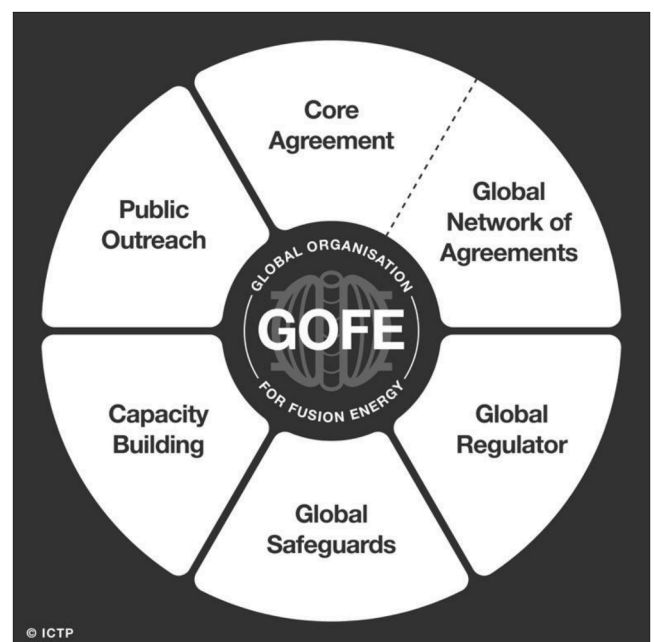 Core
Agreement
Global
Network of
Agreements
Public
Outreach
GLOBAL ORGANISATION
GOFE
FOR FUSION ENERGY
Capacity
Building
Global
Regulator
Global
Safeguards
© ICTP